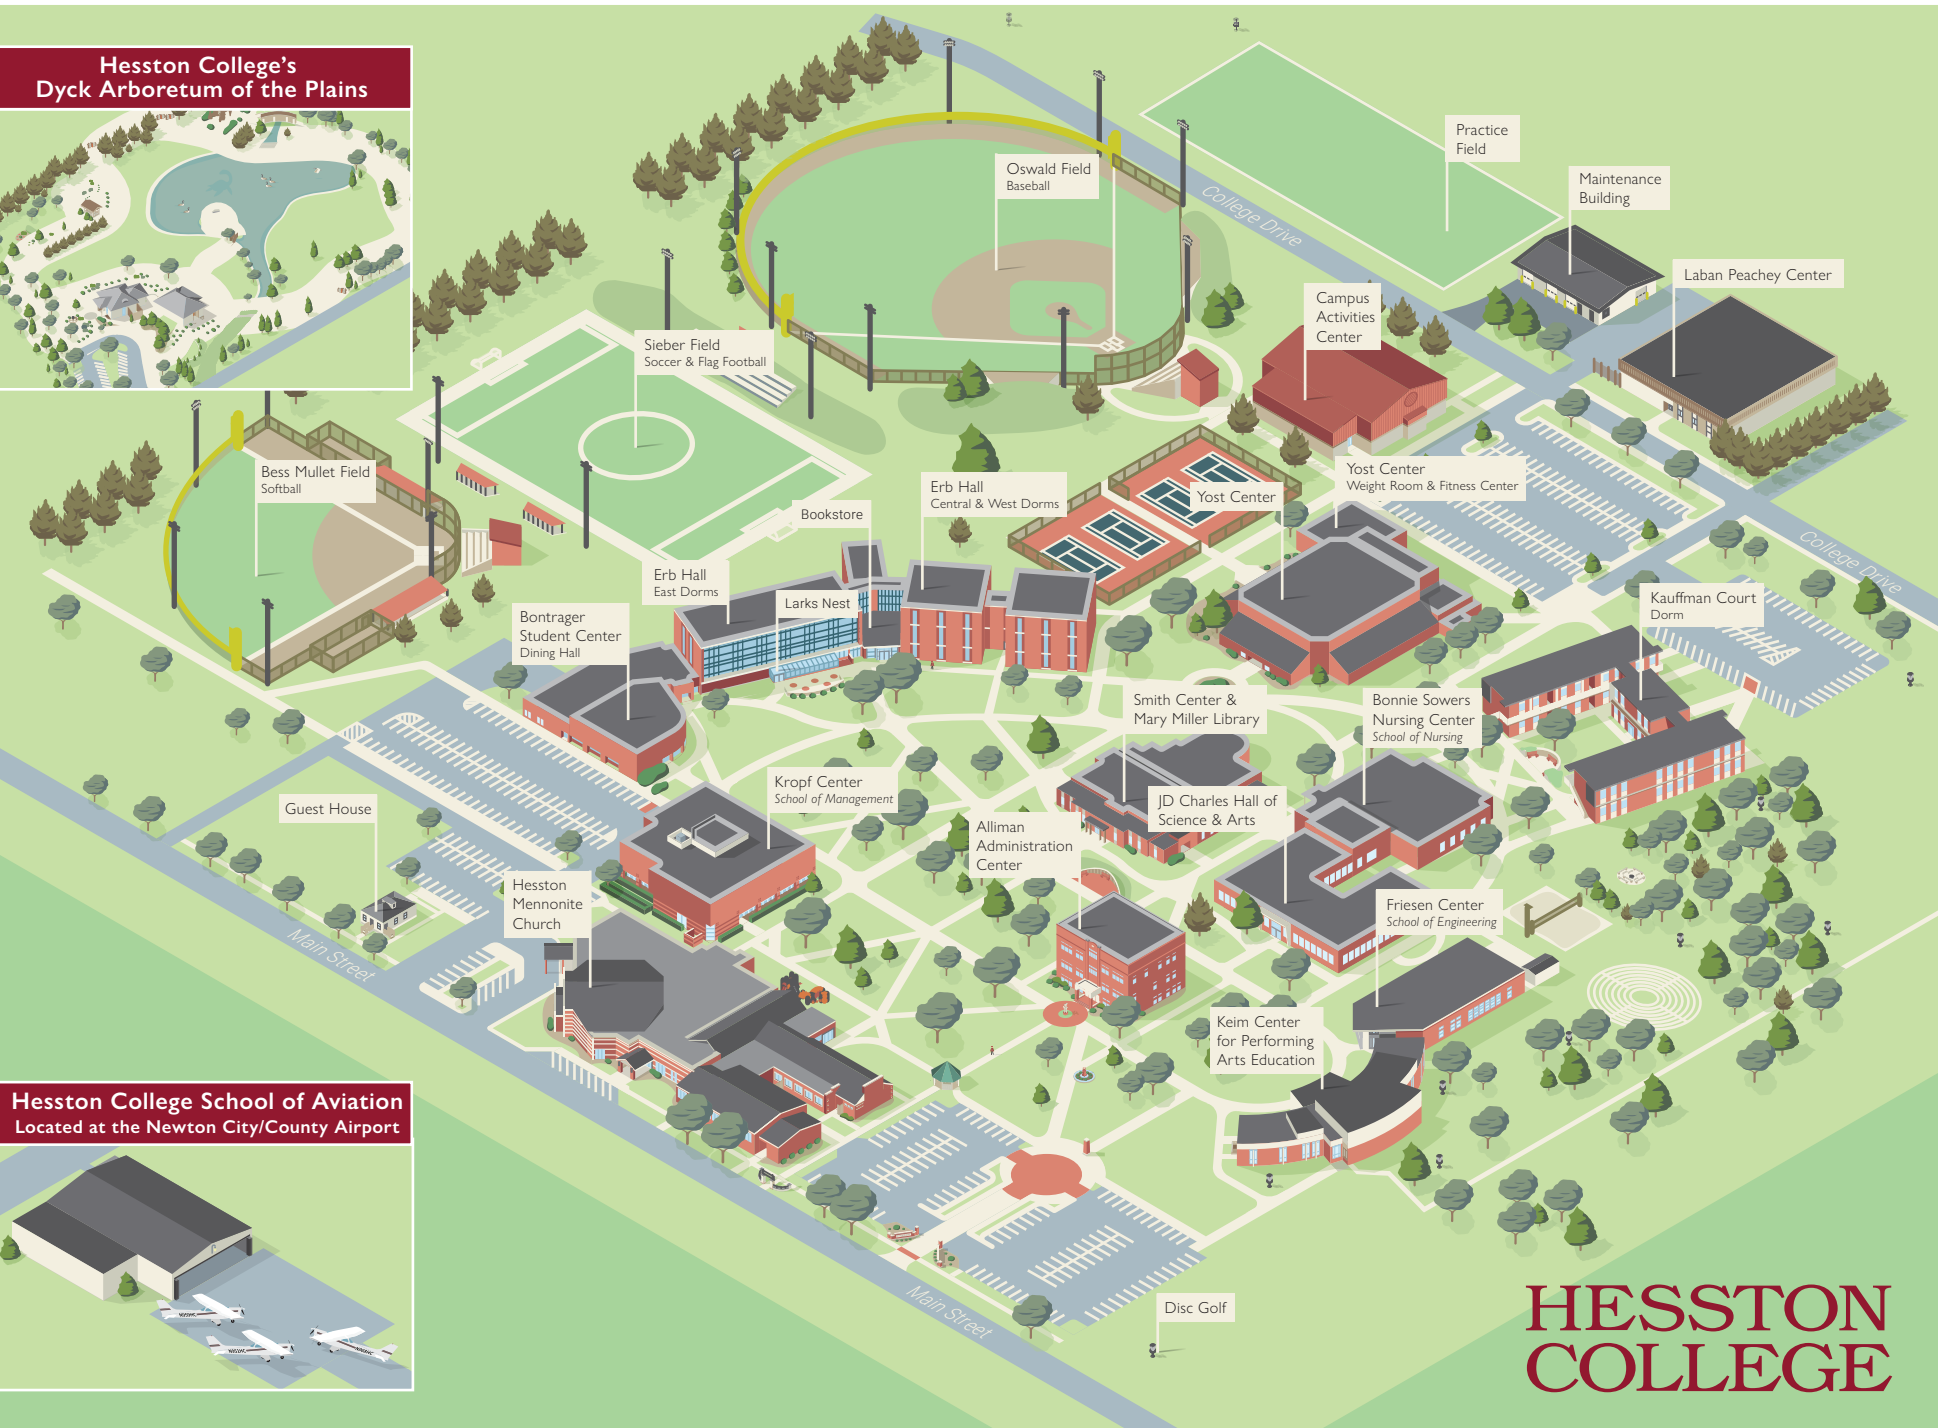 Hesston College's
Dyck Arboretum of the Plains
Practice
Field
Oswald Field
Baseball
Maintenance
Building
College Drive
Laban Peachey Center
Campus
Activities
Center
Sieber Field
Soccer & Flag Football
Bess Mullet Field
Softball
Yost Center
Weight Room & Fitness Center
Erb Hall
Central & West Dorms
Yost Center
Bookstore
College Drive
Erb Hall
East Dorms
Larks Nest
Kauffman Court
Dorm
Bontrager
Student Center
Dining Hall
Smith Center &
Mary Miller Library
Bonnie Sowers
Nursing Center
School of Nursing
Kropf Center
School of Management
Guest House
JD Charles Hall of
Science & Arts
Alliman
Administration
Center
Hesston
Mennonite
Church
Friesen Center
School of Engineering
Main Street
Keim Center
for Performing
Arts Education
Hesston College School of Aviation
Located at the Newton City/County Airport
Main Street
Disc Golf
HESSTON
COLLEGE